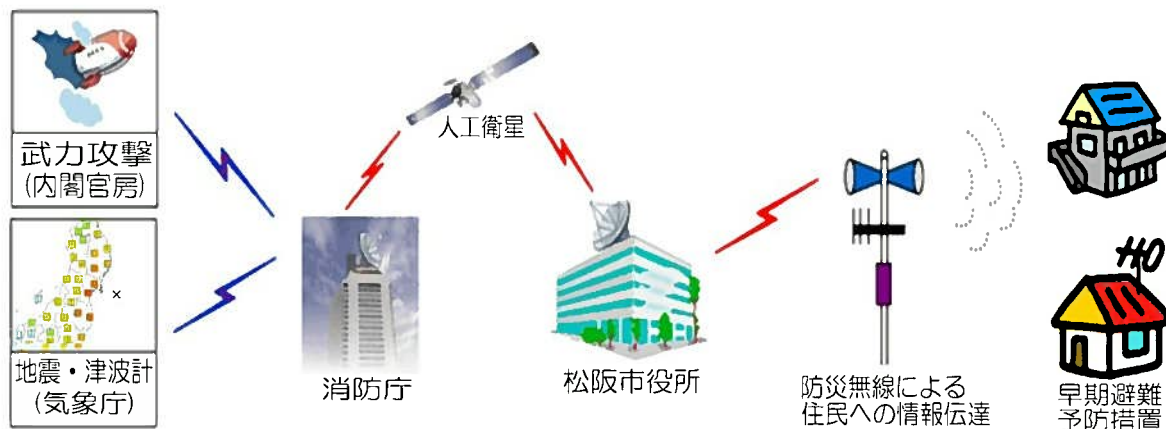 武力攻撃
(内閣官房)
地震・津波計
(気象庁)
消防庁
人工衛星
松阪市役所
防災無線による
住民への情報伝達
早期避難
予防措置